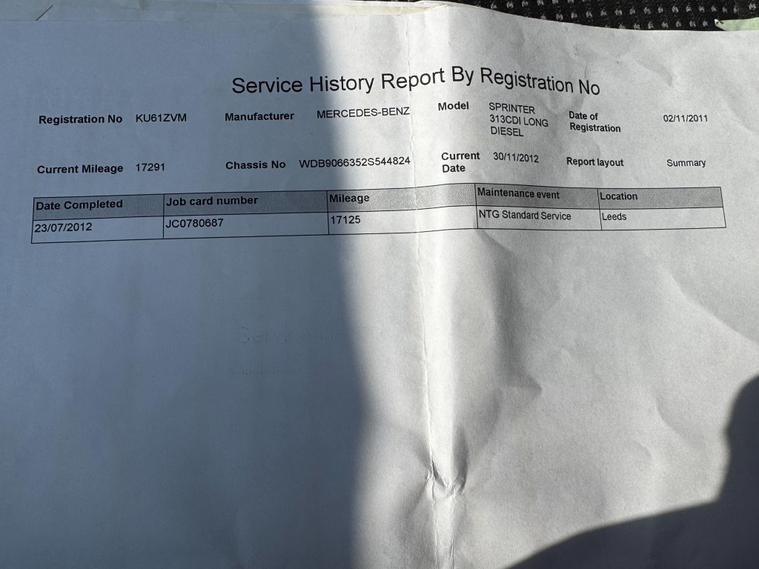 Service History Report By Registration No
Registration No KU61ZVM Manufacturer MERCEDES-BENZ Model SPRINTER 313CDI LONG DIESEL Date of Registration 02/11/2011
Current Mileage 17291 Chassis No WDB9066352S544824 Current Date 30/11/2012 Report layout Summary
Date Completed Job card number Mileage Maintenance event Location
23/07/2012 JC0780687 17125 NTG Standard Service Leeds